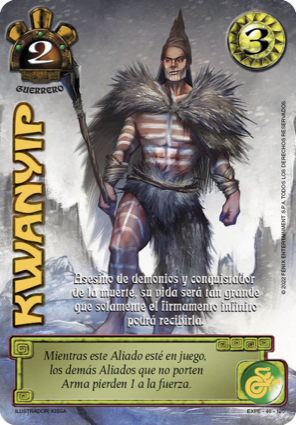 2
3
GUERRERO
KWANYIP
© 2022 FENIX ENTERTAINMENT S.P.A. TODOS LOS DERECHOS RESERVADOS
Asesino de demonios y conquistador
de la muerte, su vida será tan grande
que solamente el firmamento infinito
podrá recibirla.
Mientras este Aliado esté en juego,
los demás Aliados que no porten
Arma pierden 1 a la fuerza.
ILUSTRADOR: